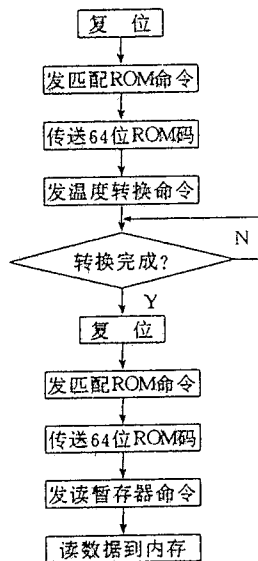 复 位
发匹配ROM命令
传送64位ROM码
发温度转换命令
N
转换完成?
Y
复 位
发匹配ROM命令
传送64位ROM码
发读暂存器命令
读数据到内存